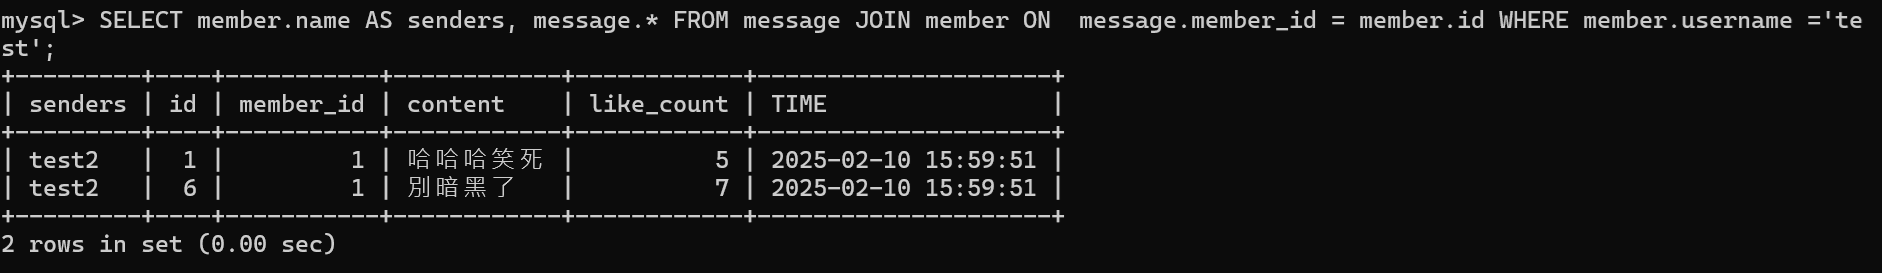 mysql> SELECT member.name AS senders, message.* FROM message JOIN member ON  message.member_id = member.id WHERE member.username ='te
st';
+---------+----+-----------+------------+------------+---------------------+
| senders | id | member_id | content    | like_count | TIME                |
+---------+----+-----------+------------+------------+---------------------+
| test2   |  1 |         1 | 哈哈哈笑死 |          5 | 2025-02-10 15:59:51 |
| test2   |  6 |         1 | 別暗黑了   |          7 | 2025-02-10 15:59:51 |
+---------+----+-----------+------------+------------+---------------------+
2 rows in set (0.00 sec)